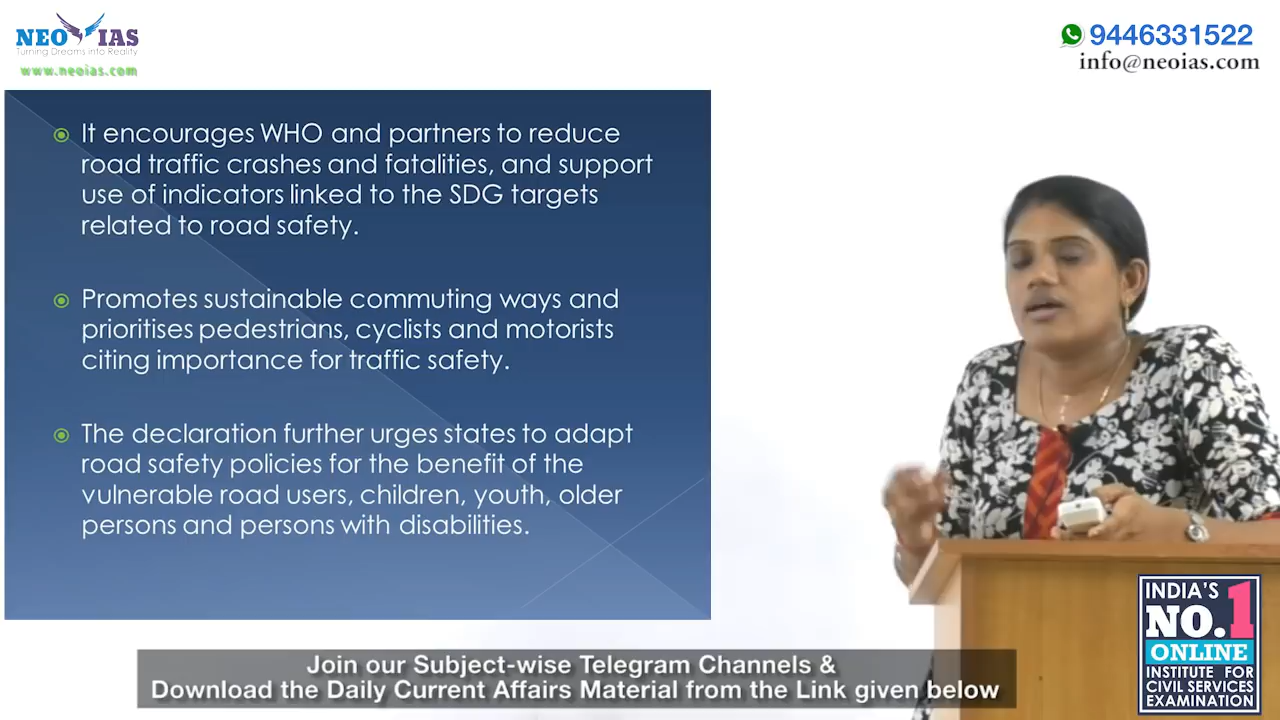 NEO IAS
Turning Dreams into Reality
www.neoias.com
9446331522
info@neoias.com
It encourages WHO and partners to reduce
road traffic crashes and fatalities, and support
use of indicators linked to the SDG targets
related to road safety.
Promotes sustainable commuting ways and
prioritises pedestrians, cyclists and motorists
citing importance for traffic safety.
The declaration further urges states to adapt
road safety policies for the benefit of the
vulnerable road users, children, youth, older
persons and persons with disabilities.
INDIA'S
NO.1
ONLINE
INSTITUTE FOR
CIVIL SERVICES
EXAMINATION
Join our Subject-wise Telegram Channels &
Download the Daily Current Affairs Material from the Link given below